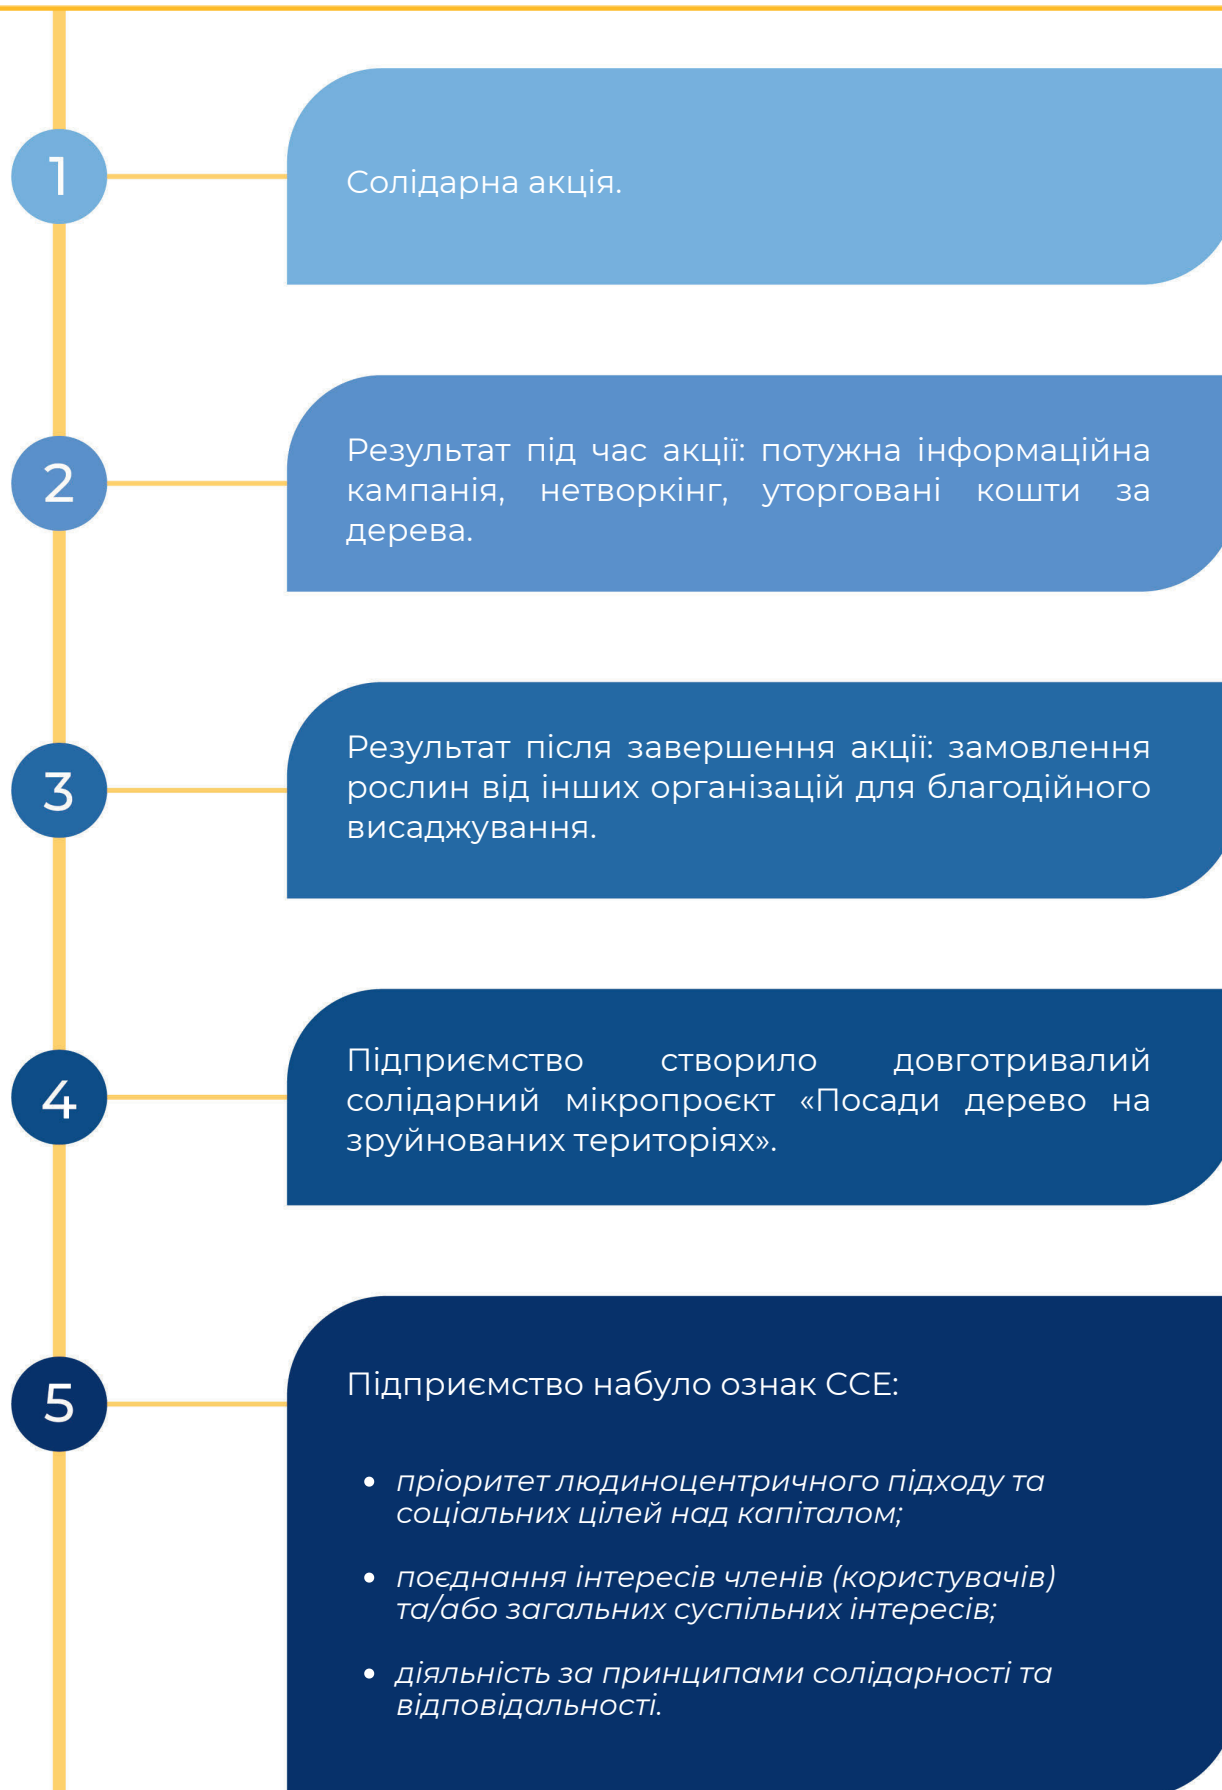 1
Солідарна акція.
2
Результат під час акції: потужна інформаційна
кампанія, нетворкінг, уторговані кошти за
дерева.
3
Результат після завершення акції: замовлення
рослин від інших організацій для благодійного
висаджування.
4
Підприємство створило довготривалий
солідарний мікропроєкт «Посади дерево на
зруйнованих територіях».
5
Підприємство набуло ознак ССЕ:
• пріоритет людиноцентричного підходу та
соціальних цілей над капіталом;
• поєднання інтересів членів (користувачів)
та/або загальних суспільних інтересів;
• діяльність за принципами солідарності та
відповідальності.